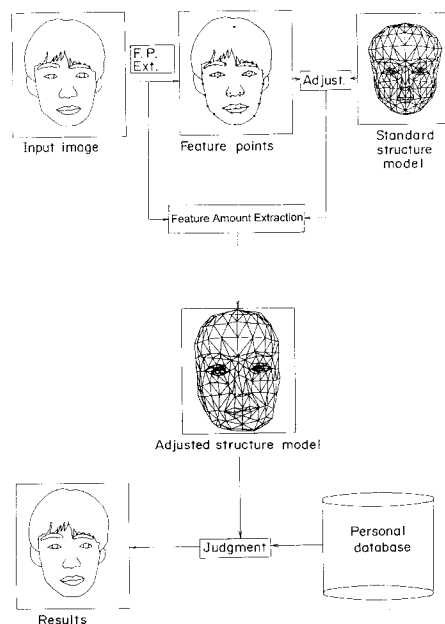 F. P.
Ext.
Adjust.
Input image
Feature points
Standard
structure
model
Feature Amount Extraction
Adjusted structure model
Judgment
Personal
database
Results